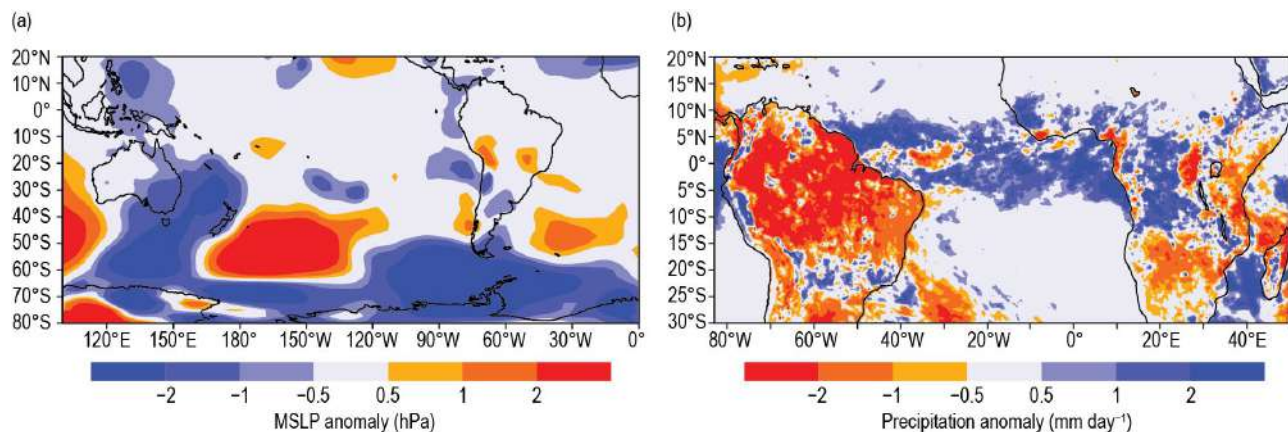 (a)
(b)
20°N
10°N
0°
10°S
20°S
30°S
40°S
50°S
60°S
70°S
80°S
120°E 150°E 180° 150°W 120°W 90°W 60°W 30°W 0°
−2 −1 −0.5 0.5 1 2
MSLP anomaly (hPa)
20°N
15°N
10°N
5°N
0°
5°S
10°S
15°S
20°S
25°S
30°S
80°W 60°W 40°W 20°W 0° 20°E 40°E
−2 −1 −0.5 0.5 1 2
Precipitation anomaly (mm day⁻¹)